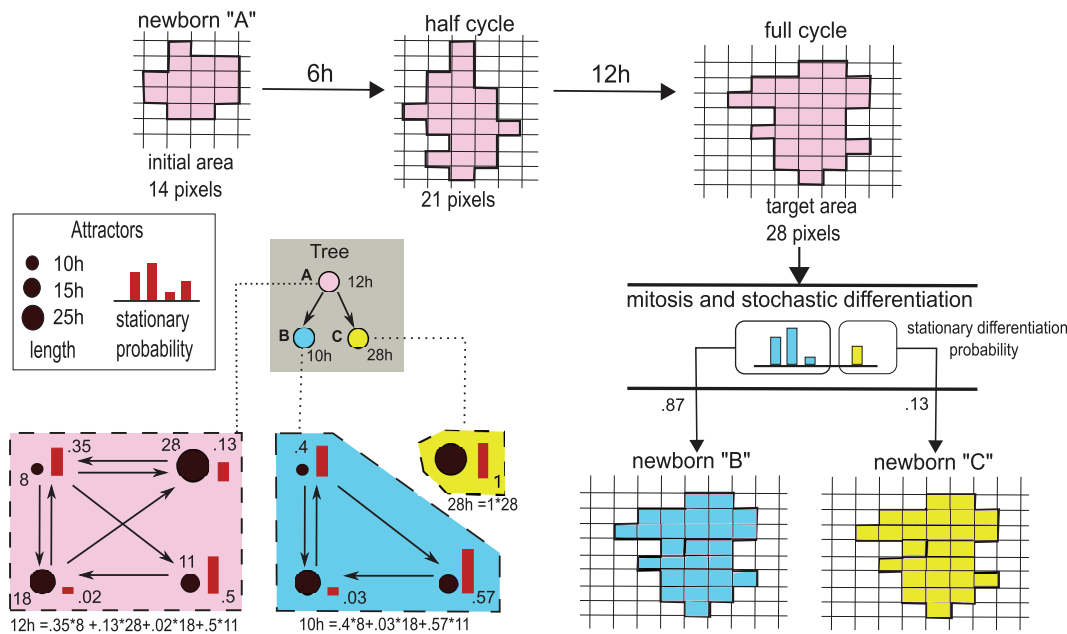 newborn "A"
half cycle
full cycle
6h
12h
initial area
14 pixels
21 pixels
target area
28 pixels
Attractors
10h
15h
25h
length
stationary
probability
Tree
A
12h
B
C
10h
28h
mitosis and stochastic differentiation
stationary differentiation
probability
.87
.13
newborn "B"
newborn "C"
.35
28
.13
8
11
18
.02
.5
12h =.35*8 +.13*28+.02*18+.5*11
.4
.03
.57
10h =.4*8+.03*18+.57*11
1
28h =1*28